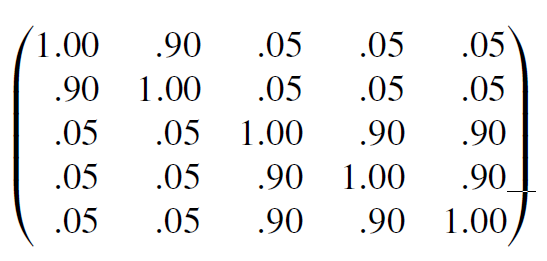 1.00 .90 .05 .05 .05
.90 1.00 .05 .05 .05
.05 .05 1.00 .90 .90
.05 .05 .90 1.00 .90
.05 .05 .90 .90 1.00